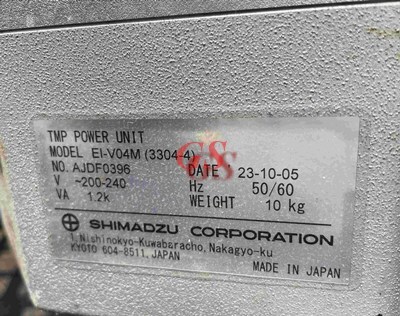 TMP POWER UNIT
MODEL EI-V04M (3304-4)
NO. AJDF0396 DATE '23-10-05
V ~200-240 Hz 50/60
VA 1.2k WEIGHT 10 kg
SHIMADZU CORPORATION
1, Nishinokyo-Kuwabaracho, Nakagyo-ku
KYOTO 604-8511, JAPAN
MADE IN JAPAN